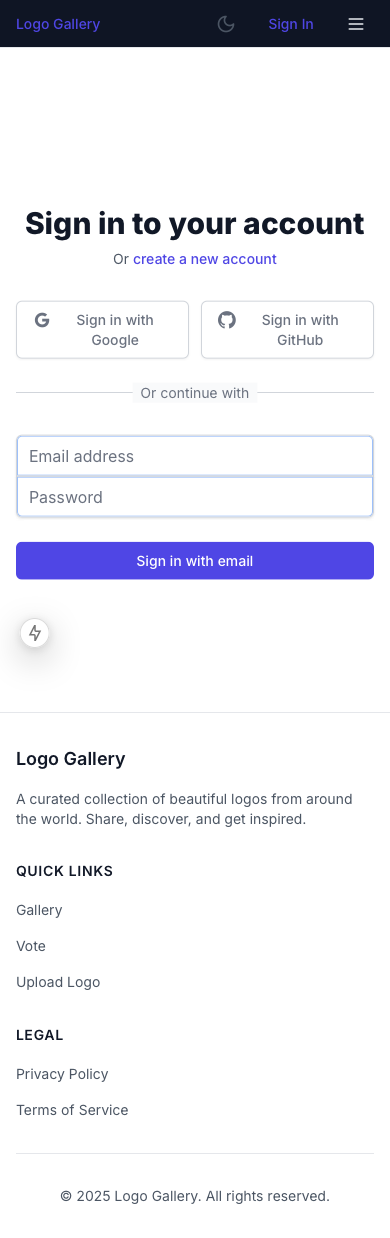 Logo Gallery
Sign In
Sign in to your account
Or create a new account
Sign in with
Google
Sign in with
GitHub
Or continue with
Email address
Password
Sign in with email
Logo Gallery
A curated collection of beautiful logos from around
the world. Share, discover, and get inspired.
QUICK LINKS
Gallery
Vote
Upload Logo
LEGAL
Privacy Policy
Terms of Service
© 2025 Logo Gallery. All rights reserved.